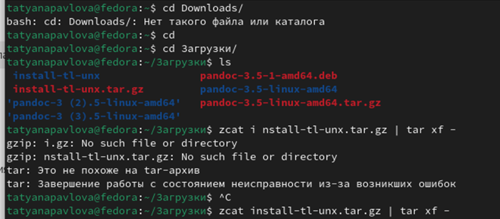 tatyanapavlova@fedora:~$ cd Downloads/
bash: cd: Downloads/: Нет такого файла или каталога
tatyanapavlova@fedora:~$ cd
tatyanapavlova@fedora:~$ cd Загрузки/
tatyanapavlova@fedora:~/Загрузки$ ls
install-tl-unx pandoc-3.5-1-amd64.deb
install-tl-unx.tar.gz pandoc-3.5-linux-amd64
'pandoc-3 (2).5-linux-amd64' pandoc-3.5-linux-amd64.tar.gz
'pandoc-3 (3).5-linux-amd64'
tatyanapavlova@fedora:~/Загрузки$ zcat i nstall-tl-unx.tar.gz | tar xf -
gzip: i.gz: No such file or directory
gzip: nstall-tl-unx.tar.gz: No such file or directory
tar: Это не похоже на tar-архив
tar: Завершение работы с состоянием неисправности из-за возникших ошибок
tatyanapavlova@fedora:~/Загрузки$ ^C
tatyanapavlova@fedora:~/Загрузки$ zcat install-tl-unx.tar.gz | tar xf -